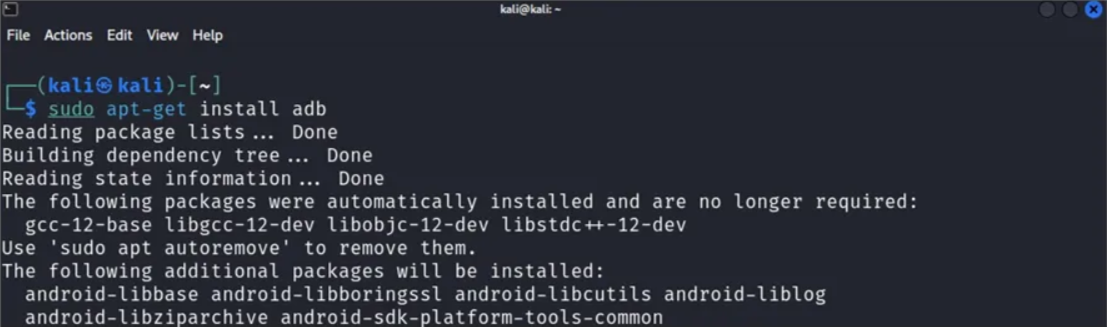 kali@kali: ~
File Actions Edit View Help
┌──(kali㉿kali)-[~]
└─$ sudo apt-get install adb
Reading package lists... Done
Building dependency tree... Done
Reading state information... Done
The following packages were automatically installed and are no longer required:
  gcc-12-base libgcc-12-dev libobjc-12-dev libstdc++-12-dev
Use 'sudo apt autoremove' to remove them.
The following additional packages will be installed:
  android-libbase android-libboringssl android-libcutils android-liblog
  android-libziparchive android-sdk-platform-tools-common